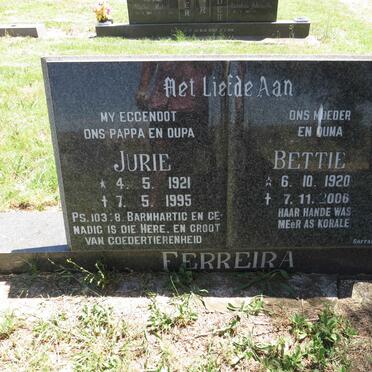 Met Liefde Aan
MY EGGENOOT
ONS PAPPA EN OUPA
JURIE
* 4. 5. 1921
† 7. 5. 1995
PS.103:8. BARMHARTIG EN GE-
NADIG IS DIE HERE, EN GROOT
VAN GOEDERTIERENHEID
ONS MOEDER
EN OUMA
BETTIE
* 6. 10. 1920
† 7. 11. 2006
HAAR HANDE WAS
MEER AS KORALE
FERREIRA